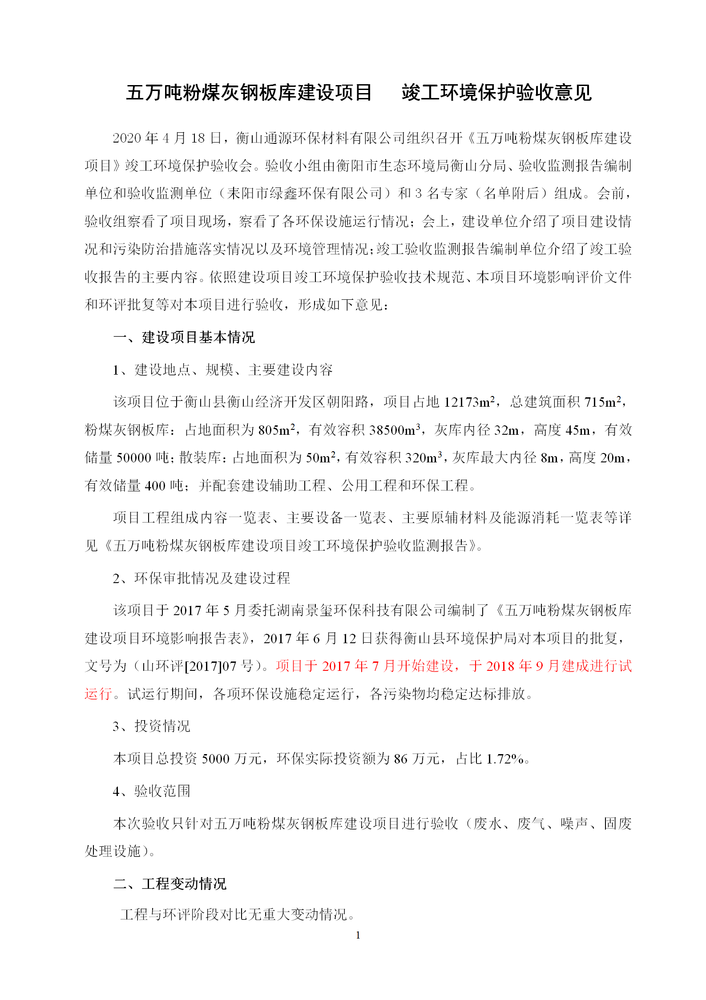 五万吨粉煤灰钢板库建设项目 竣工环境保护验收意见
2020 年 4 月 18 日，衡山通源环保材料有限公司组织召开《五万吨粉煤灰钢板库建设
项目》竣工环境保护验收会。验收小组由衡阳市生态环境局衡山分局、验收监测报告编制
单位和验收监测单位（耒阳市绿鑫环保有限公司）和 3 名专家（名单附后）组成。会前，
验收组察看了项目现场，察看了各环保设施运行情况；会上，建设单位介绍了项目建设情
况和污染防治措施落实情况以及环境管理情况；竣工验收监测报告编制单位介绍了竣工验
收报告的主要内容。依照建设项目竣工环境保护验收技术规范、本项目环境影响评价文件
和环评批复等对本项目进行验收，形成如下意见：
一、建设项目基本情况
1、建设地点、规模、主要建设内容
该项目位于衡山县衡山经济开发区朝阳路，项目占地 12173m²，总建筑面积 715m²，
粉煤灰钢板库：占地面积为 805m²，有效容积 38500m³，灰库内径 32m，高度 45m，有效
储量 50000 吨；散装库：占地面积为 50m²，有效容积 320m³，灰库最大内径 8m，高度 20m，
有效储量 400 吨；并配套建设辅助工程、公用工程和环保工程。
项目工程组成内容一览表、主要设备一览表、主要原辅材料及能源消耗一览表等详
见《五万吨粉煤灰钢板库建设项目竣工环境保护验收监测报告》。
2、环保审批情况及建设过程
该项目于 2017 年 5 月委托湖南景玺环保科技有限公司编制了《五万吨粉煤灰钢板库
建设项目环境影响报告表》，2017 年 6 月 12 日获得衡山县环境保护局对本项目的批复，
文号为（山环评[2017]07 号）。项目于 2017 年 7 月开始建设，于 2018 年 9 月建成进行试
运行。试运行期间，各项环保设施稳定运行，各污染物均稳定达标排放。
3、投资情况
本项目总投资 5000 万元，环保实际投资额为 86 万元，占比 1.72%。
4、验收范围
本次验收只针对五万吨粉煤灰钢板库建设项目进行验收（废水、废气、噪声、固废
处理设施）。
二、工程变动情况
工程与环评阶段对比无重大变动情况。
1